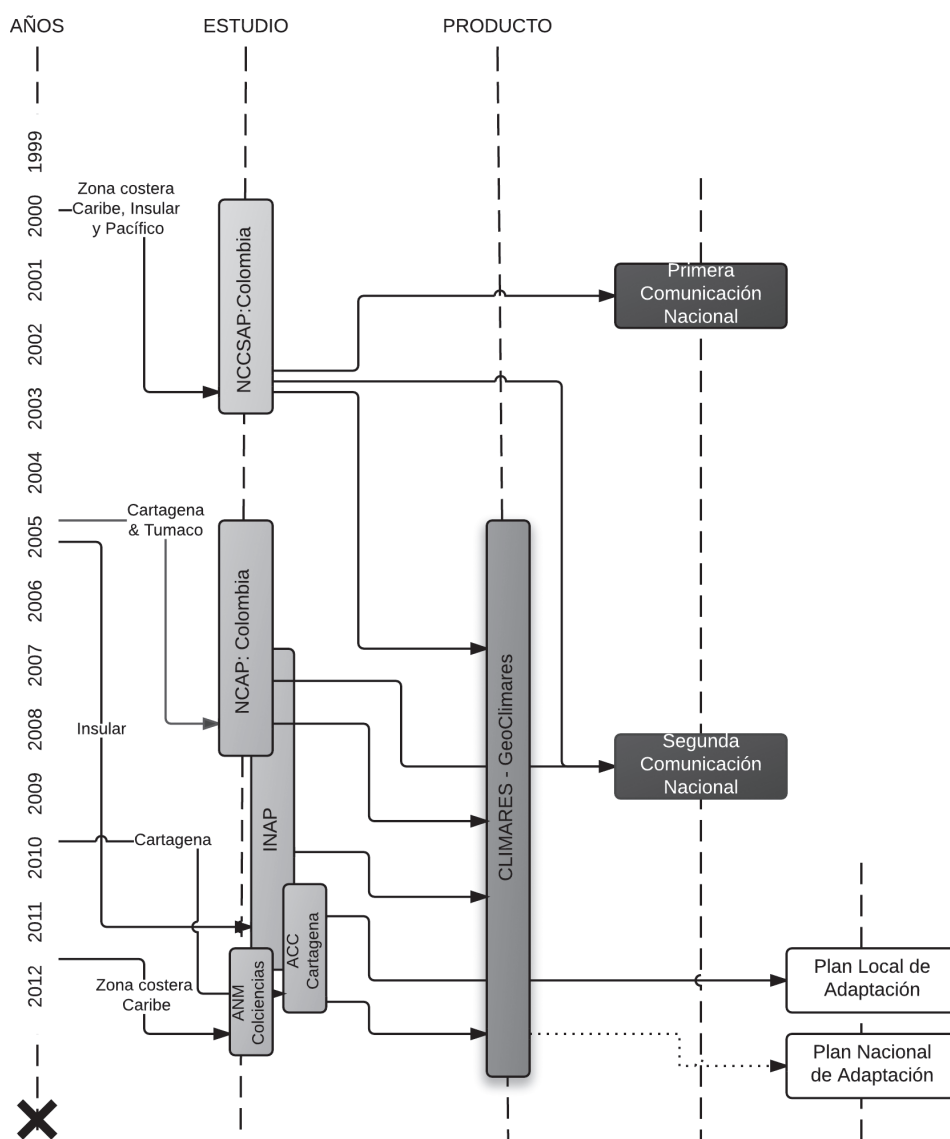 AÑOS
ESTUDIO
PRODUCTO
1999
2000
2001
2002
2003
2004
2005
2006
2007
2008
2009
2010
2011
2012
Zona costera
Caribe, Insular
y Pacífico
NCCSAP:Colombia
Primera
Comunicación
Nacional
Cartagena
& Tumaco
NCAP: Colombia
Insular
INAP
CLIMARES - GeoClimares
Segunda
Comunicación
Nacional
Cartagena
ACC
Cartagena
Zona costera
Caribe
ANM
Colciencias
Plan Local de
Adaptación
Plan Nacional
de Adaptación